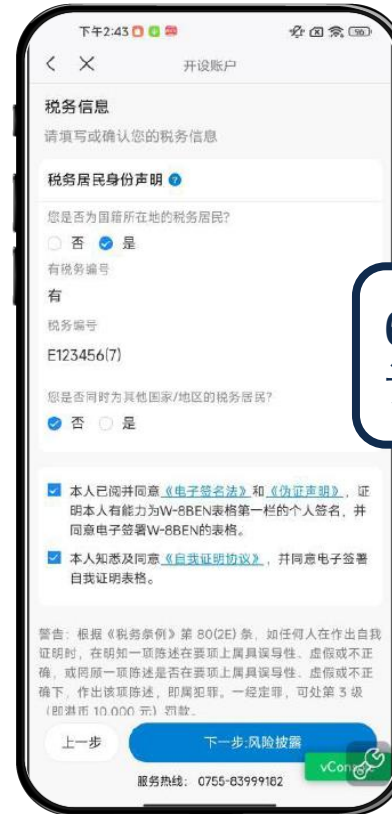 下午2:43
96
开设账户
税务信息
请填写或确认您的税务信息
税务居民身份声明
您是否为国籍所在地的税务居民?
否 是
有税务编号
有
税务编号
E123456(7)
您是否同时为其他国家/地区的税务居民?
否 是
本人已阅并同意《电子签名法》和《伪证声明》，证
明本人有能力为W-8BEN表格第一栏的个人签名，并
同意电子签署W-8BEN的表格。
本人知悉及同意《自我证明协议》，并同意电子签署
自我证明表格。
警告：根据《税务条例》第 80(2E) 条，如任何人在作出自我
证明时，在明知一项陈述在要项上属具误导性、虚假或不正
确，或罔顾一项陈述是否在要项上属具误导性、虚假或不正
确下，作出该项陈述，即属犯罪。一经定罪，可处第 3 级
（即港币 10,000 元）罚款。
上一步 下一步:风险披露
vCons
服务热线： 0755-83999182